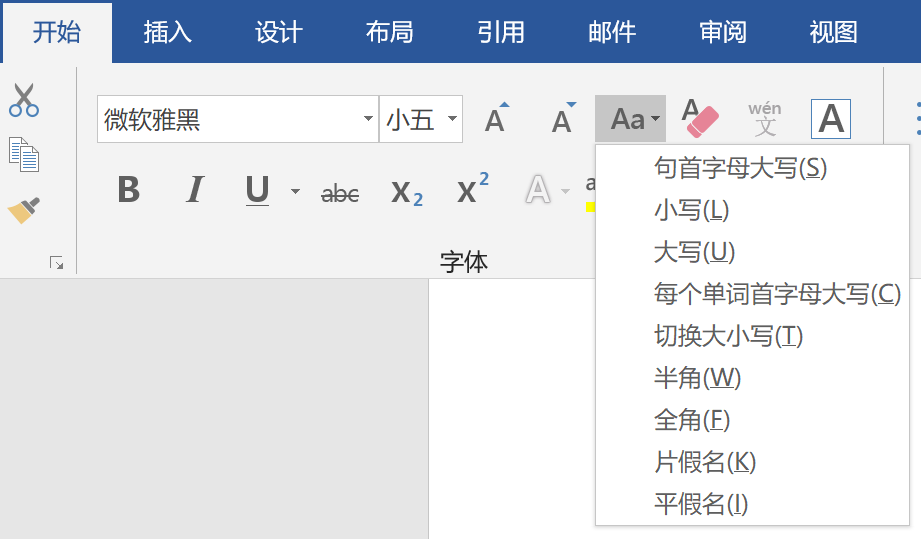 开始 插入 设计 布局 引用 邮件 审阅 视图
微软雅黑 小五 A A Aa A wén 文 A
B I U abc X2 X2 A a
字体
句首字母大写(S)
小写(L)
大写(U)
每个单词首字母大写(C)
切换大小写(T)
半角(W)
全角(F)
片假名(K)
平假名(I)